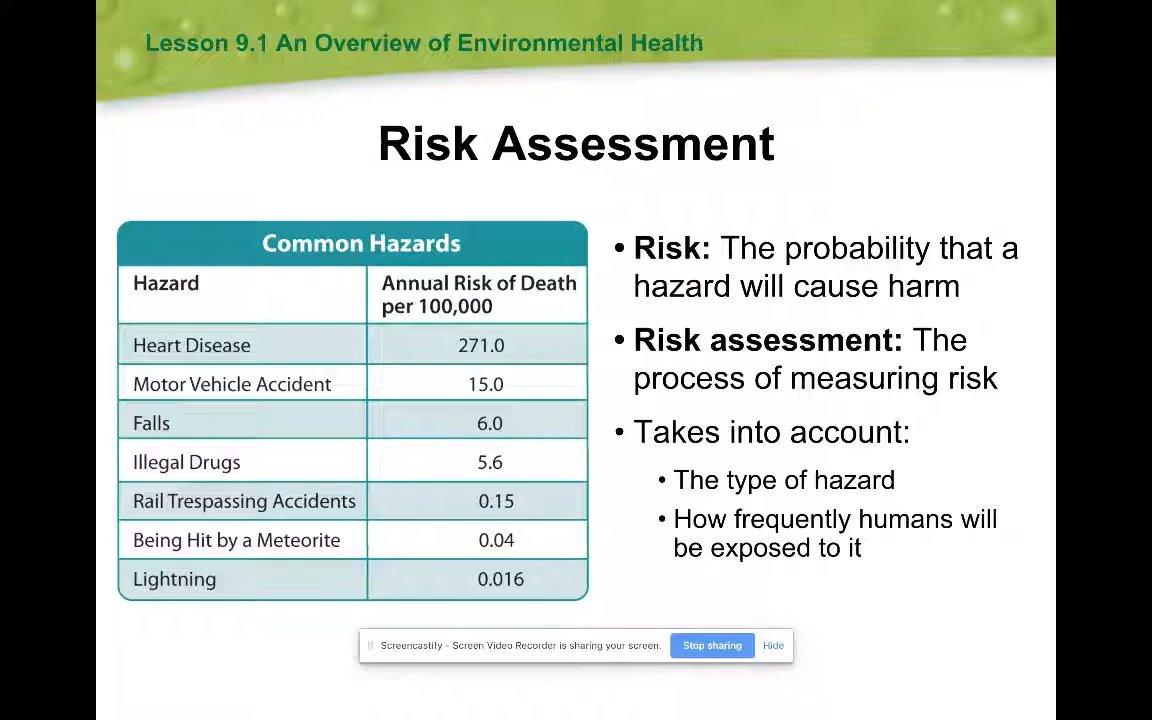 Lesson 9.1 An Overview of Environmental Health
Risk Assessment
Common Hazards
Hazard
Annual Risk of Death
per 100,000
Heart Disease 271.0
Motor Vehicle Accident 15.0
Falls 6.0
Illegal Drugs 5.6
Rail Trespassing Accidents 0.15
Being Hit by a Meteorite 0.04
Lightning 0.016
• Risk: The probability that a
hazard will cause harm
• Risk assessment: The
process of measuring risk
• Takes into account:
• The type of hazard
• How frequently humans will
be exposed to it
Screencastify - Screen Video Recorder is sharing your screen. Stop sharing Hide